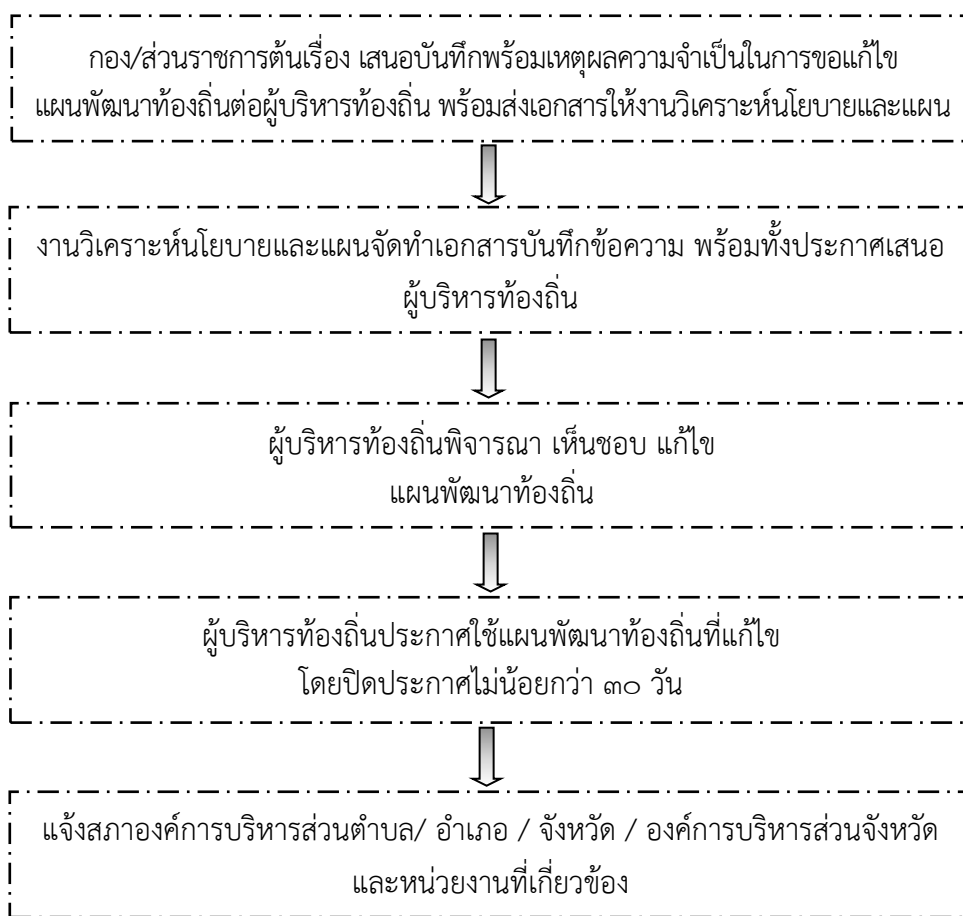 กอง/ส่วนราชการต้นเรื่อง เสนอบันทึกพร้อมเหตุผลความจำเป็นในการขอแก้ไข
แผนพัฒนาท้องถิ่นต่อผู้บริหารท้องถิ่น พร้อมส่งเอกสารให้งานวิเคราะห์นโยบายและแผน
งานวิเคราะห์นโยบายและแผนจัดทำเอกสารบันทึกข้อความ พร้อมทั้งประกาศเสนอ
ผู้บริหารท้องถิ่น
ผู้บริหารท้องถิ่นพิจารณา เห็นชอบ แก้ไข
แผนพัฒนาท้องถิ่น
ผู้บริหารท้องถิ่นประกาศใช้แผนพัฒนาท้องถิ่นที่แก้ไข
โดยปิดประกาศไม่น้อยกว่า ๓๐ วัน
แจ้งสภาองค์การบริหารส่วนตำบล/ อำเภอ / จังหวัด / องค์การบริหารส่วนจังหวัด
และหน่วยงานที่เกี่ยวข้อง